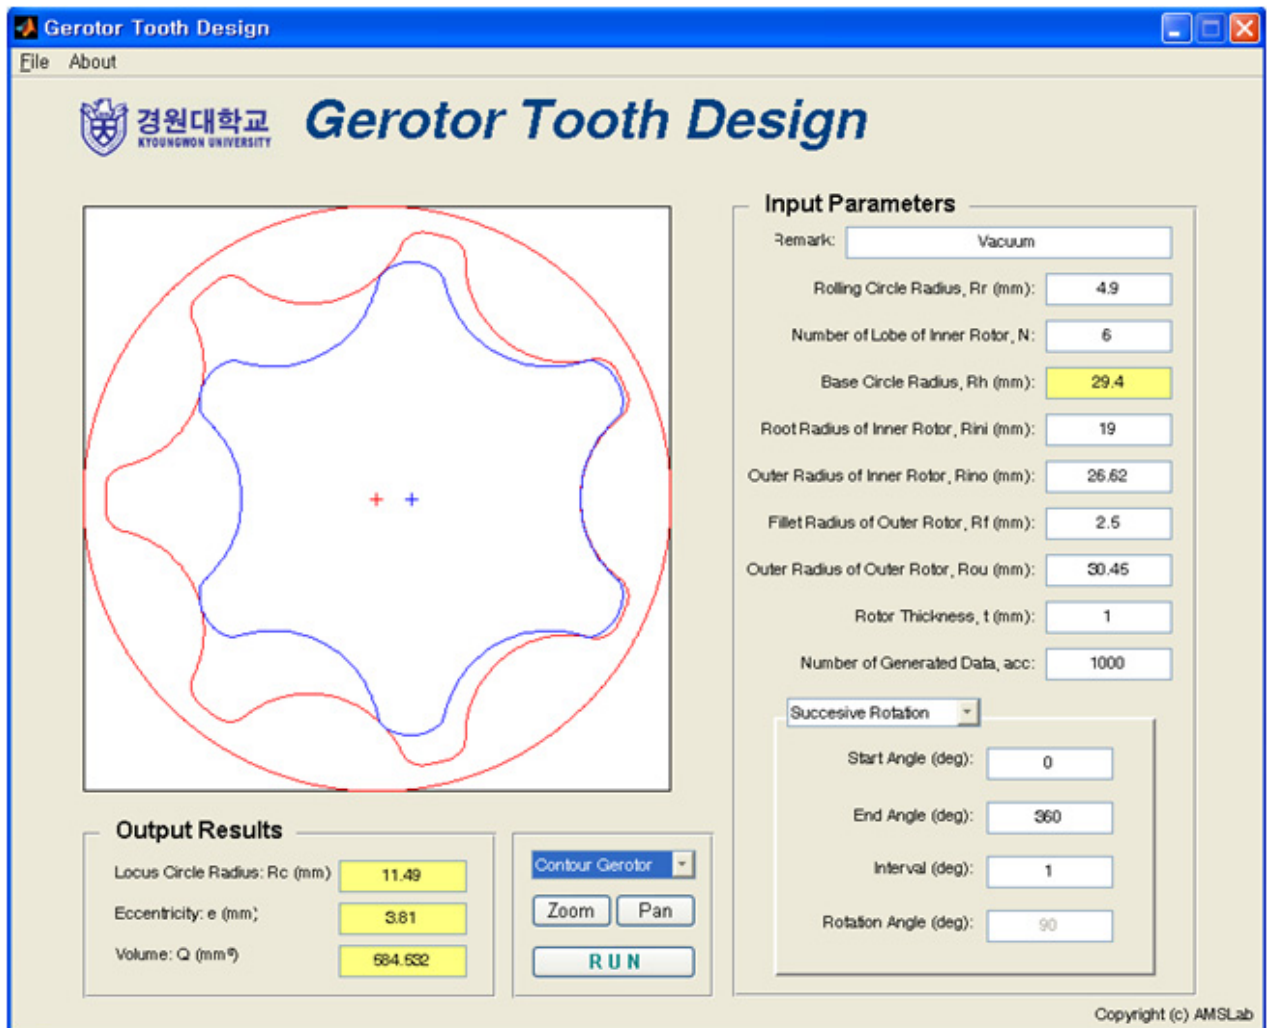 Gerotor Tooth Design
File About
경원대학교
KYOUNGWON UNIVERSITY
Gerotor Tooth Design
Input Parameters
Remark: Vacuum
Rolling Circle Radius, Rr (mm): 4.9
Number of Lobe of Inner Rotor, N: 6
Base Circle Radius, Rh (mm): 29.4
Root Radius of Inner Rotor, Rini (mm): 19
Outer Radius of Inner Rotor, Rino (mm): 26.62
Fillet Radius of Outer Rotor, Rf (mm): 2.5
Outer Radius of Outer Rotor, Rou (mm): 30.45
Rotor Thickness, t (mm): 1
Number of Generated Data, acc: 1000
Succesive Rotation
Start Angle (deg): 0
End Angle (deg): 360
Interval (deg): 1
Rotation Angle (deg): 90
Output Results
Locus Circle Radius: Rc (mm) 11.49
Eccentricity: e (mm) 3.81
Volume: Q (mm³) 584.532
Contour Gerotor
Zoom Pan
RUN
Copyright (c) AMSLab